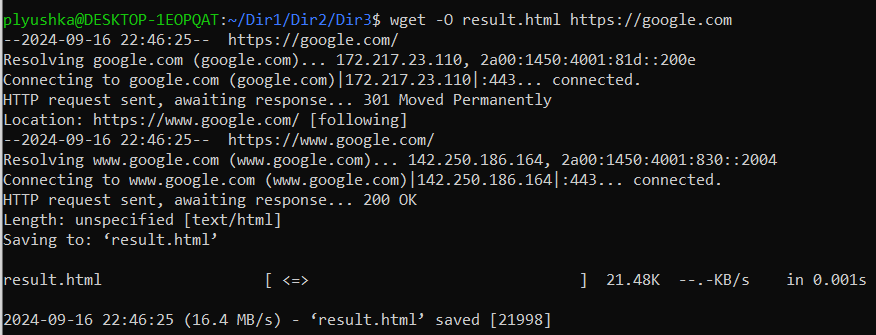 plyushka@DESKTOP-1EOPQAT:~/Dir1/Dir2/Dir3$ wget -O result.html https://google.com
--2024-09-16 22:46:25--  https://google.com/
Resolving google.com (google.com)... 172.217.23.110, 2a00:1450:4001:81d::200e
Connecting to google.com (google.com)|172.217.23.110|:443... connected.
HTTP request sent, awaiting response... 301 Moved Permanently
Location: https://www.google.com/ [following]
--2024-09-16 22:46:25--  https://www.google.com/
Resolving www.google.com (www.google.com)... 142.250.186.164, 2a00:1450:4001:830::2004
Connecting to www.google.com (www.google.com)|142.250.186.164|:443... connected.
HTTP request sent, awaiting response... 200 OK
Length: unspecified [text/html]
Saving to: ‘result.html’
result.html                   [ <=>                                ]  21.48K  --.-KB/s    in 0.001s
2024-09-16 22:46:25 (16.4 MB/s) - ‘result.html’ saved [21998]